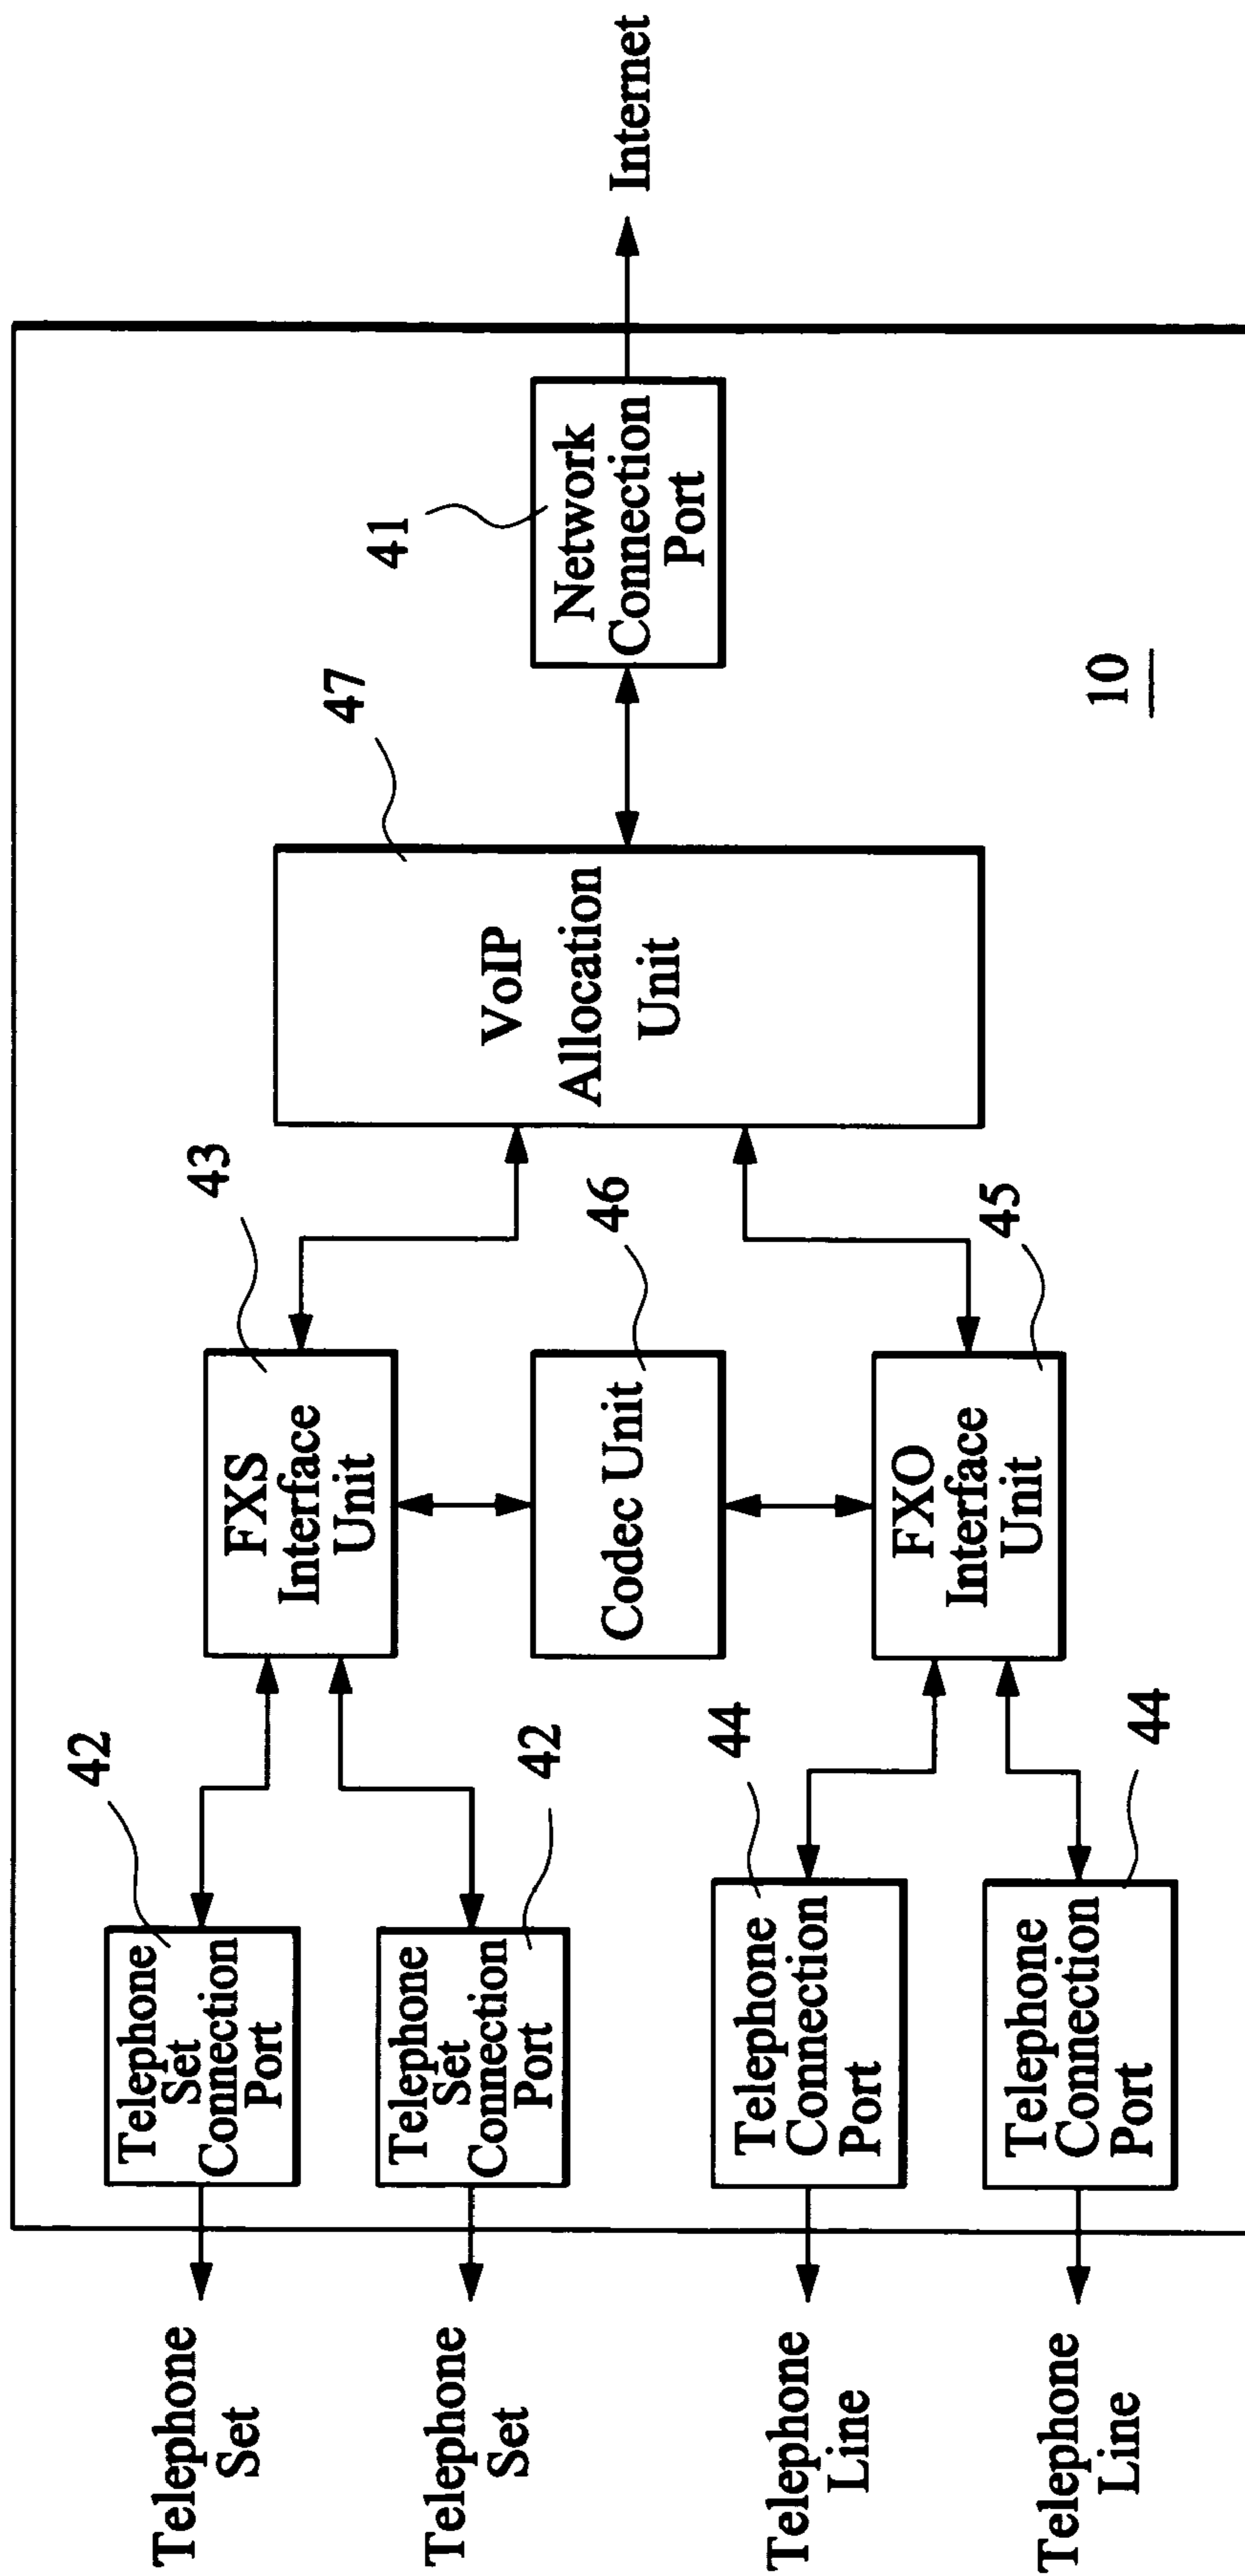 Telephone
Set
Telephone
Set
Telephone
Line
Telephone
Line
42
Telephone
Set
Connection
Port
42
Telephone
Set
Connection
Port
44
Telephone
Connection
Port
44
Telephone
Connection
Port
43
FXS
Interface
Unit
46
Codec Unit
45
FXO
Interface
Unit
47
VoIP
Allocation
Unit
41
Network
Connection
Port
10
Internet